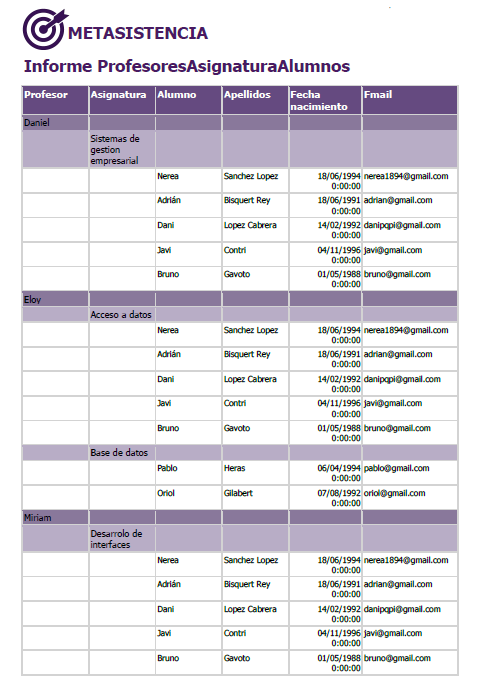 METASISTENCIA
Informe ProfesoresAsignaturaAlumnos
Profesor Asignatura Alumno Apellidos Fecha nacimiento Fmail
Daniel
Sistemas de gestion empresarial
Nerea Sanchez Lopez 18/06/1994 0:00:00 nerea1894@gmail.com
Adrián Bisquert Rey 18/06/1991 0:00:00 adrian@gmail.com
Dani Lopez Cabrera 14/02/1992 0:00:00 danipqpi@gmail.com
Javi Contri 04/11/1996 0:00:00 javi@gmail.com
Bruno Gavoto 01/05/1988 0:00:00 bruno@gmail.com
Eloy
Acceso a datos
Nerea Sanchez Lopez 18/06/1994 0:00:00 nerea1894@gmail.com
Adrián Bisquert Rey 18/06/1991 0:00:00 adrian@gmail.com
Dani Lopez Cabrera 14/02/1992 0:00:00 danipqpi@gmail.com
Javi Contri 04/11/1996 0:00:00 javi@gmail.com
Bruno Gavoto 01/05/1988 0:00:00 bruno@gmail.com
Base de datos
Pablo Heras 06/04/1994 0:00:00 pablo@gmail.com
Oriol Gilabert 07/08/1992 0:00:00 oriol@gmail.com
Miriam
Desarrolo de interfaces
Nerea Sanchez Lopez 18/06/1994 0:00:00 nerea1894@gmail.com
Adrián Bisquert Rey 18/06/1991 0:00:00 adrian@gmail.com
Dani Lopez Cabrera 14/02/1992 0:00:00 danipqpi@gmail.com
Javi Contri 04/11/1996 0:00:00 javi@gmail.com
Bruno Gavoto 01/05/1988 0:00:00 bruno@gmail.com